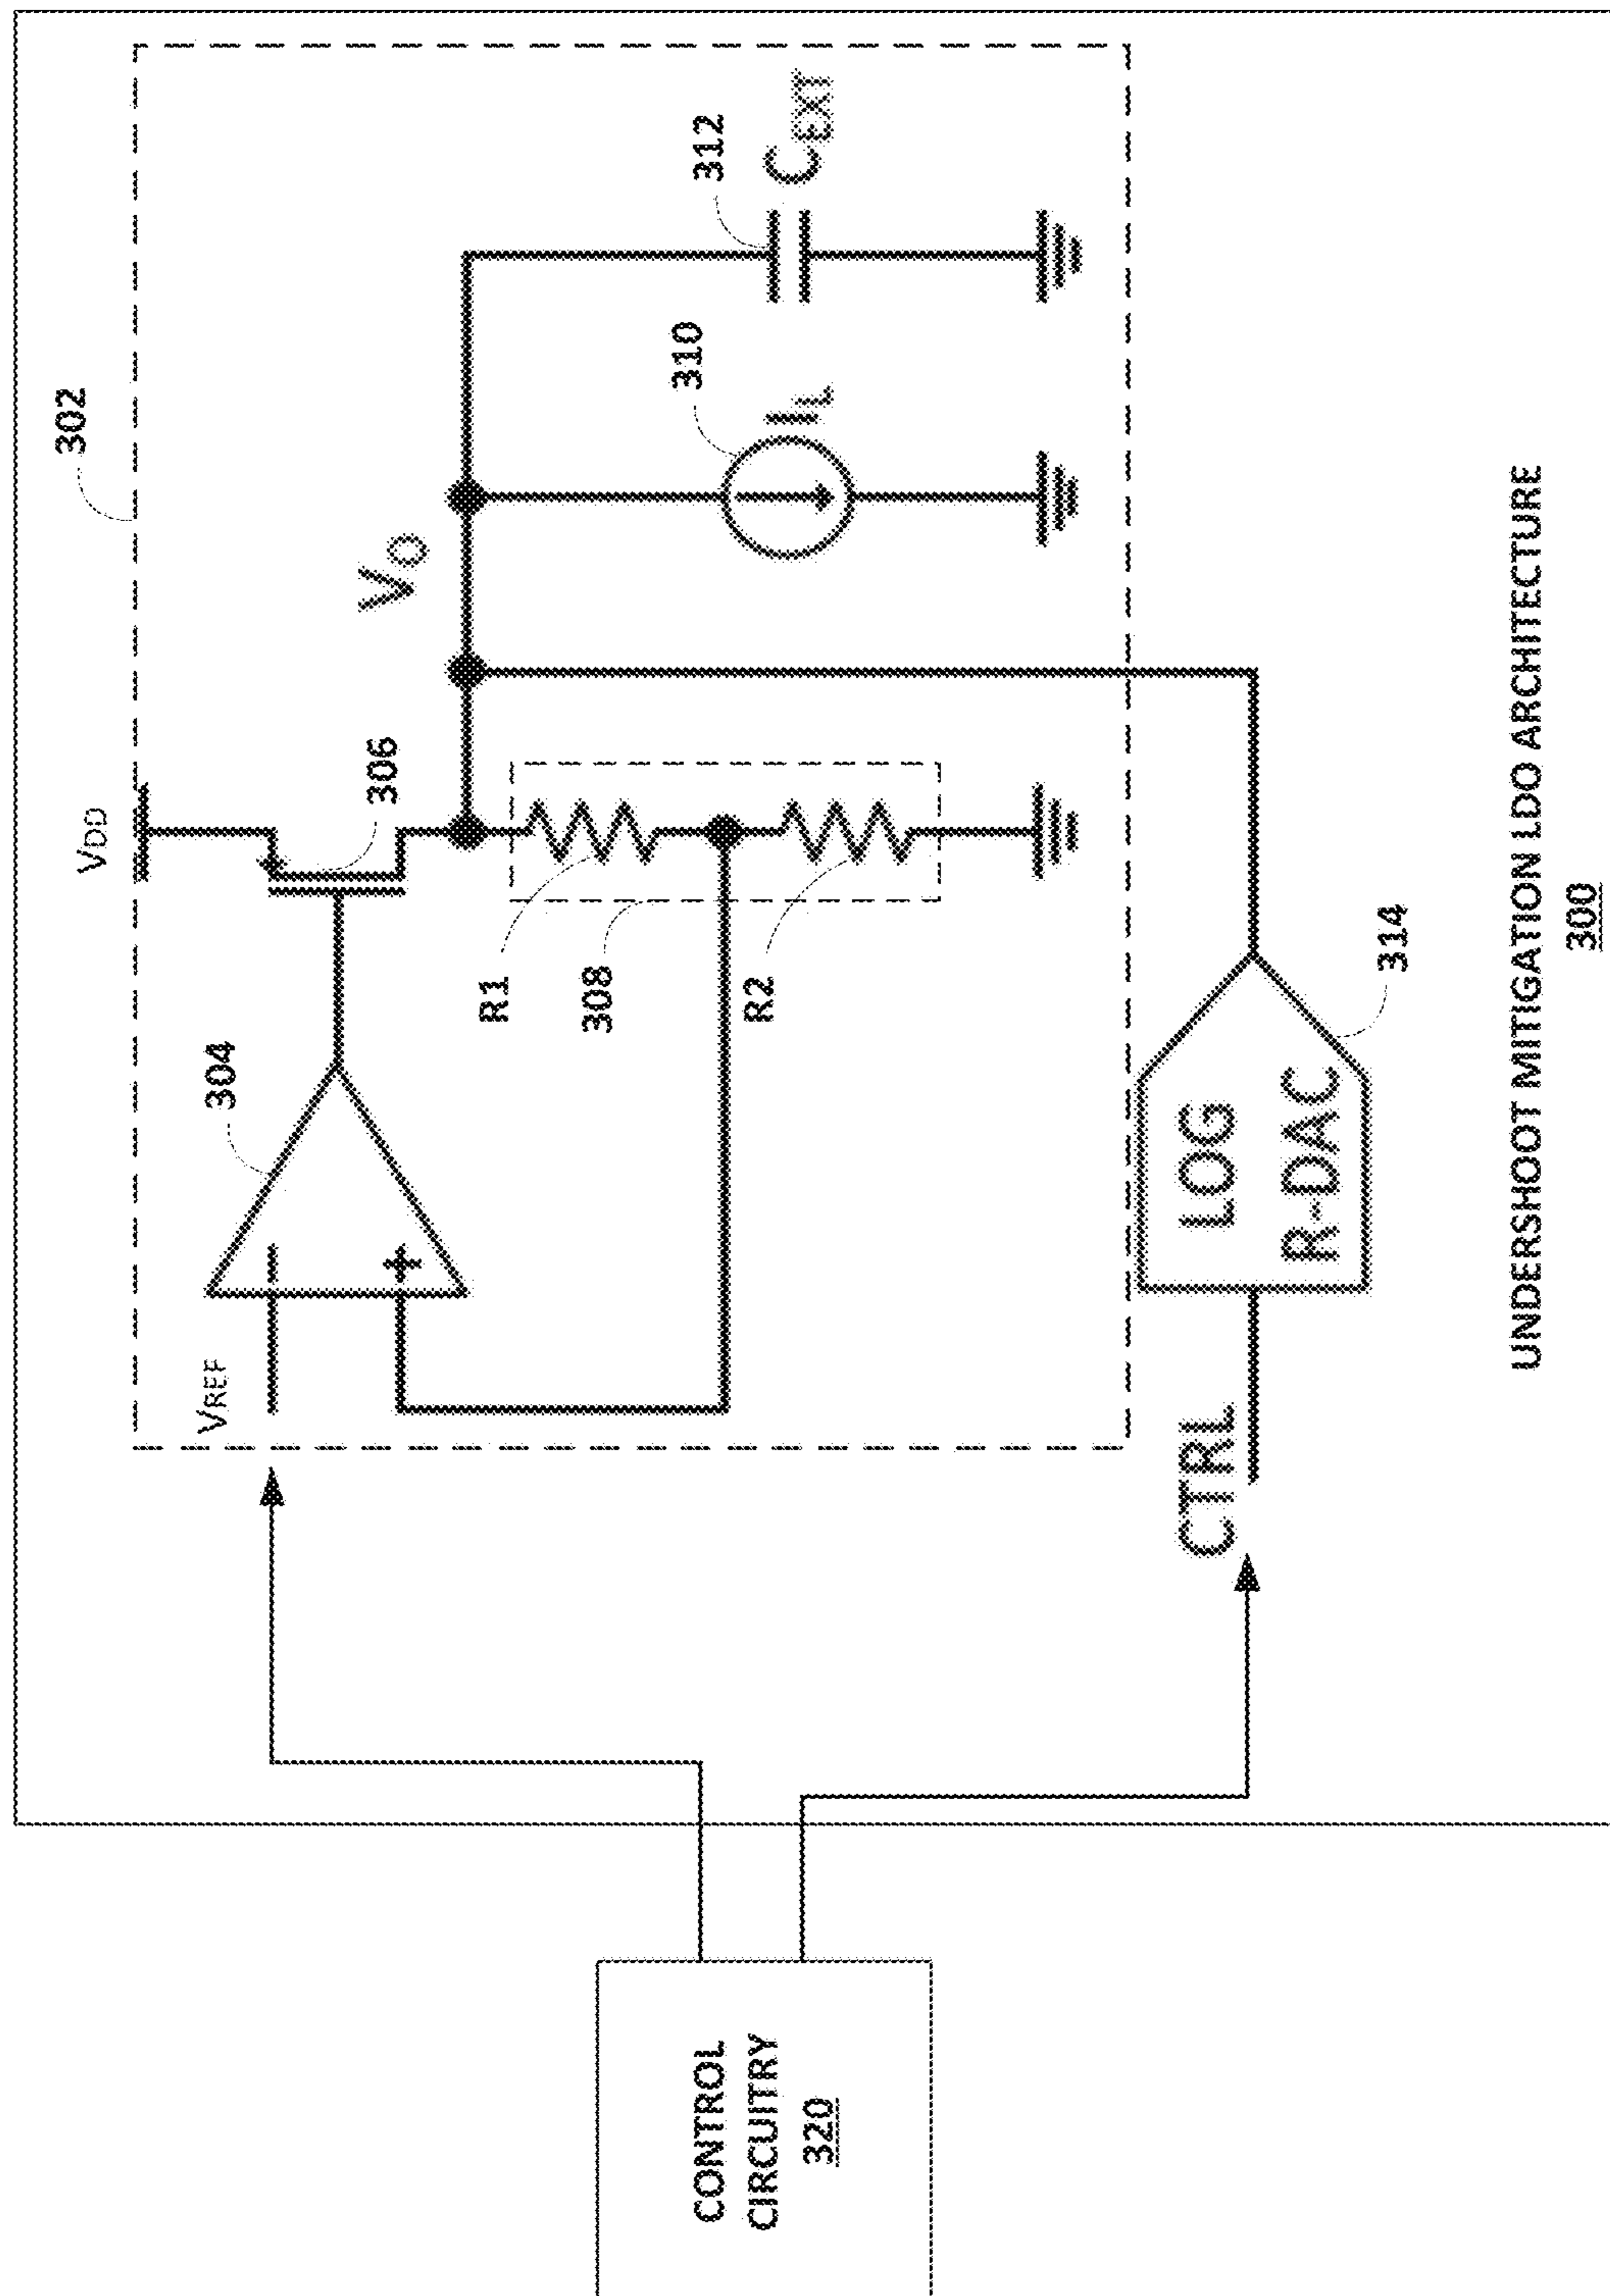 302
VDD
306
VO
310
IL
312
CEXT
304
VREF
R1
308
R2
LOG
R-DAC
314
CTRL
CONTROL
CIRCUITRY
320
UNDERSHOOT MITIGATION LDO ARCHITECTURE
300